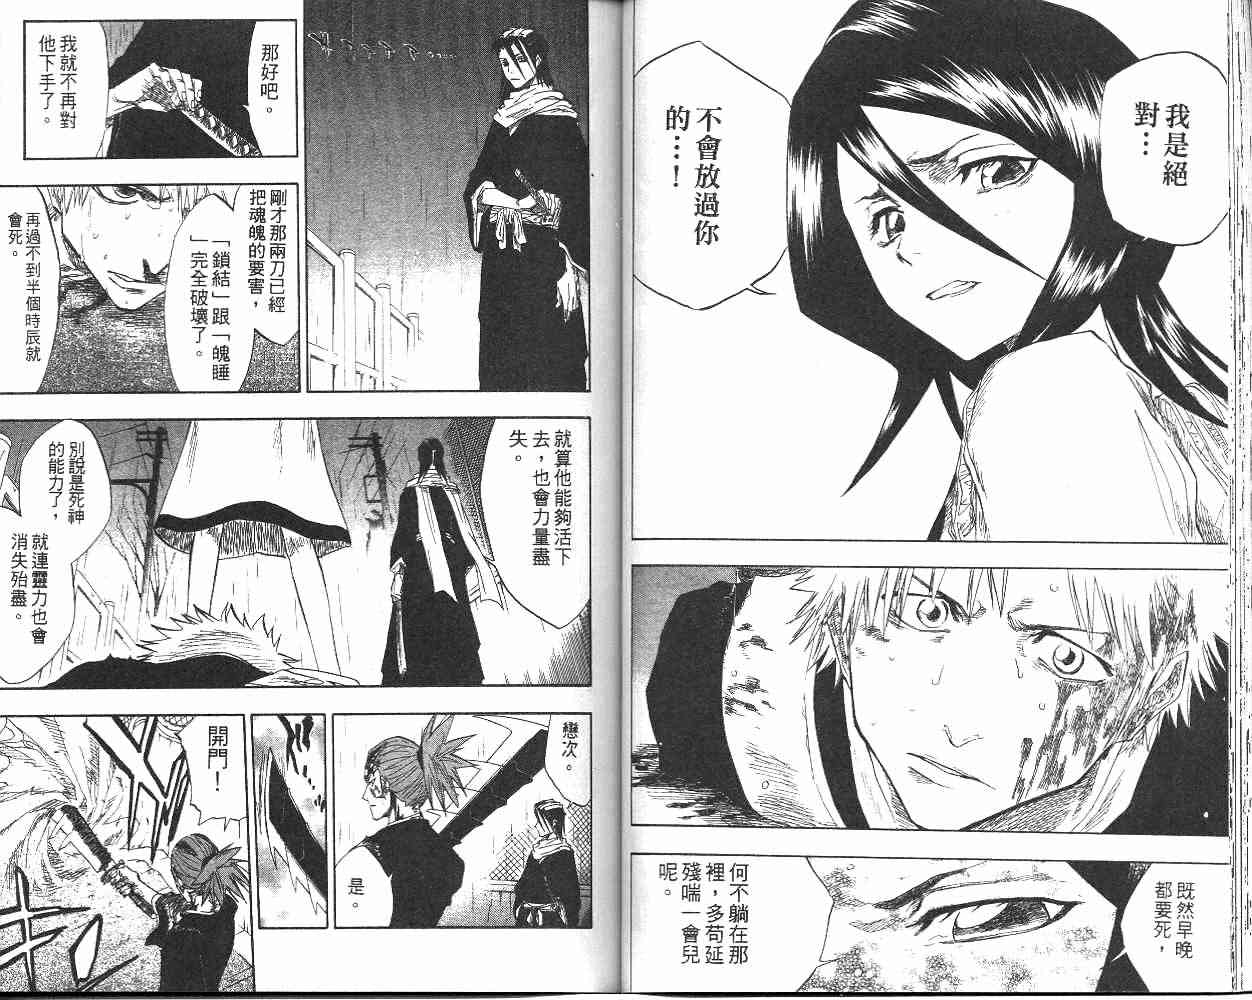 我是絕
對…
不會放過你
的…！
既然早晚
都要死，
何不躺在那
裡，多苟延
殘喘一會兒
呢。
那好吧。
我就不再對
他下手了。
剛才那兩刀已經
把魂魄的要害，
「鎖結」跟「魄睡
」完全破壞了。
再過不到半個時辰就
會死。
就算他能夠活下
去，也會力量盡
失。
別說是死神
的能力了，
就連靈力也會
消失殆盡。
戀次。
是。
開門！